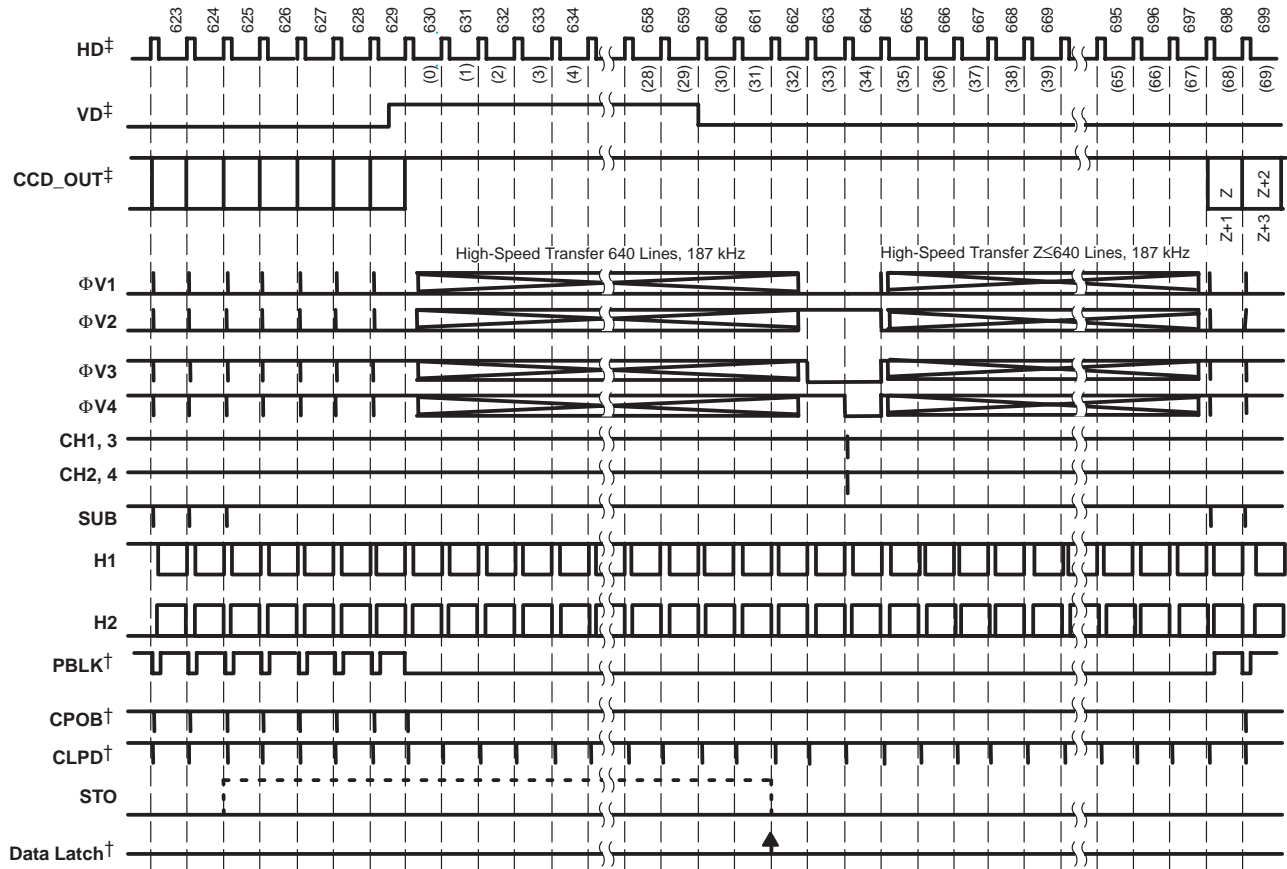 623 624 625 626 627 628 629 630 631 632 633 634 658 659 660 661 662 663 664 665 666 667 668 669 695 696 697 698 699
HD‡
(0) (1) (2) (3) (4) (28) (29) (30) (31) (32) (33) (34) (35) (36) (37) (38) (39) (65) (66) (67) (68) (69)
VD‡
CCD_OUT‡
Z Z+2
Z+1 Z+3
High-Speed Transfer 640 Lines, 187 kHz
High-Speed Transfer Z≤640 Lines, 187 kHz
ΦV1
ΦV2
ΦV3
ΦV4
CH1, 3
CH2, 4
SUB
H1
H2
PBLK†
CPOB†
CLPD†
STO
Data Latch†